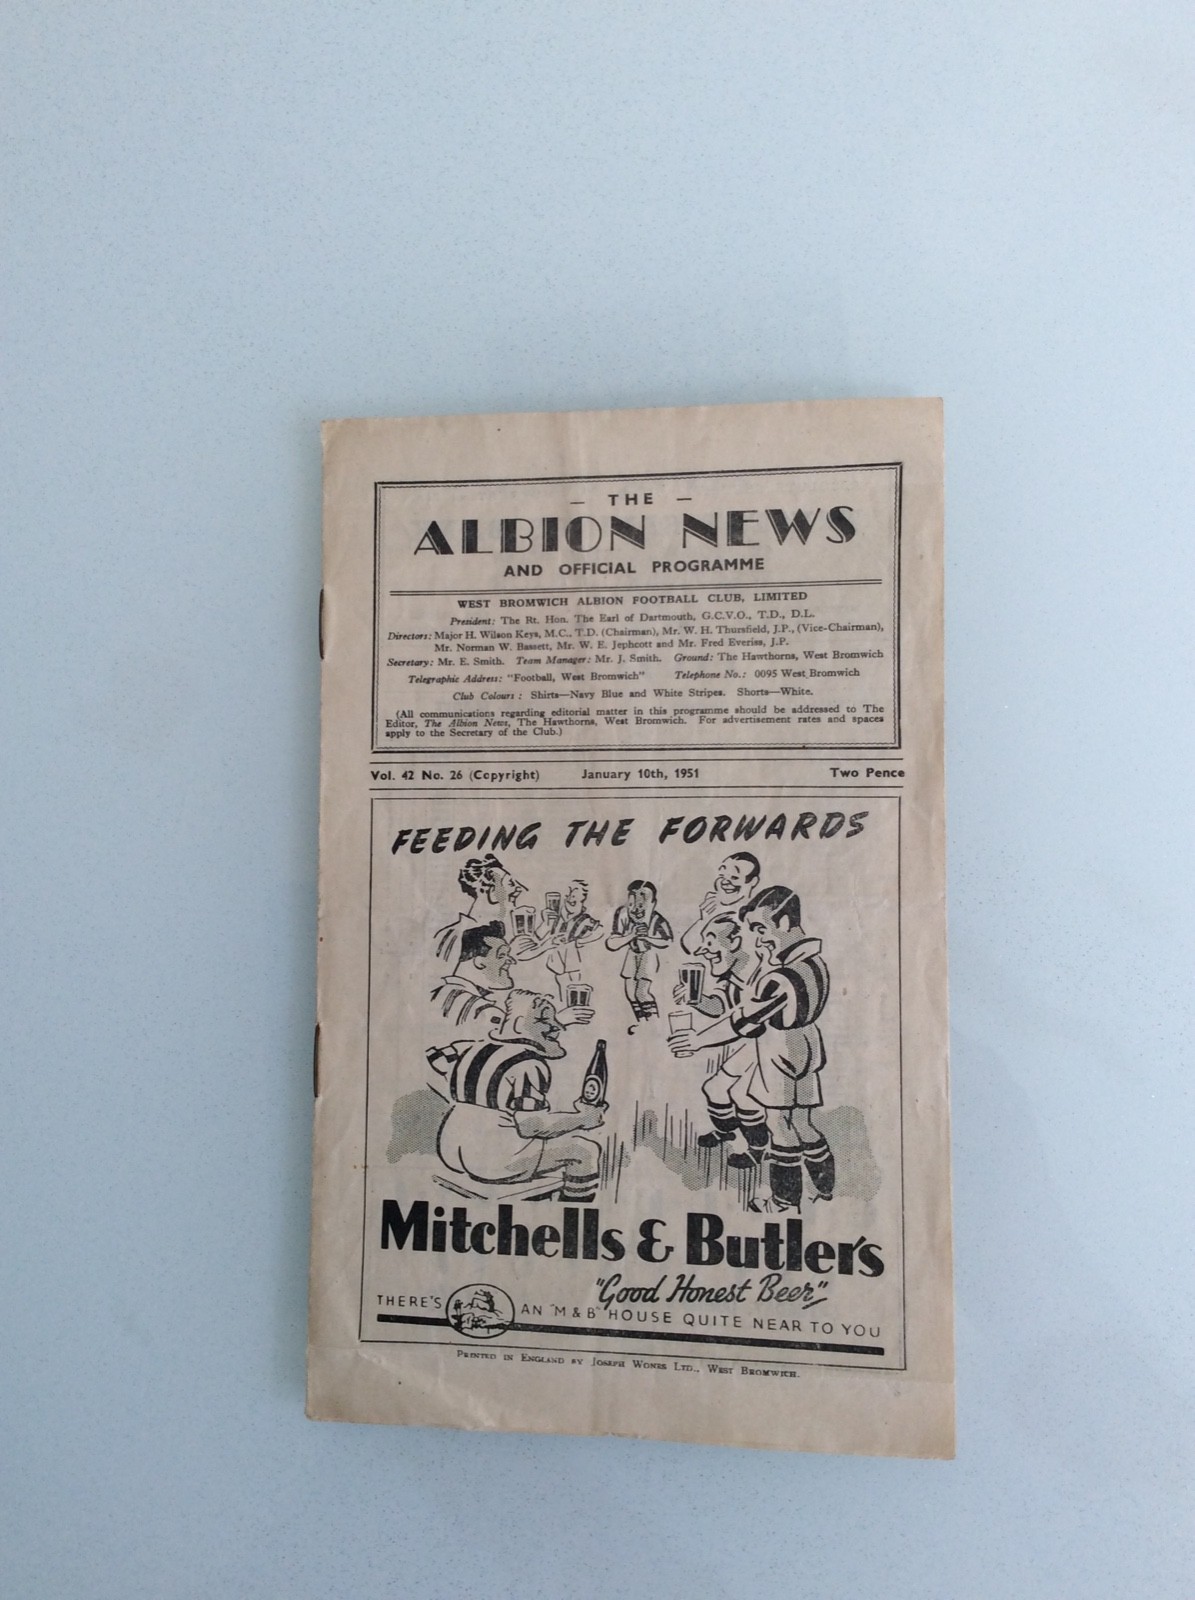 — THE —
ALBION NEWS
AND OFFICIAL PROGRAMME
WEST BROMWICH ALBION FOOTBALL CLUB, LIMITED
President: The Rt. Hon. The Earl of Dartmouth, G.C.V.O., T.D., D.L.
Directors: Major H. Wilson Keys, M.C., T.D. (Chairman), Mr. W. H. Thursfield, J.P., (Vice-Chairman),
Mr. Norman W. Bassett, Mr. W. E. Jephcott and Mr. Fred Everiss, J.P.
Secretary: Mr. E. Smith. Team Manager: Mr. J. Smith. Ground: The Hawthorns, West Bromwich
Telegraphic Address: "Football, West Bromwich" Telephone No.: 0095 West Bromwich
Club Colours: Shirts—Navy Blue and White Stripes. Shorts—White.
(All communications regarding editorial matter in this programme should be addressed to The
Editor, The Albion News, The Hawthorns, West Bromwich. For advertisement rates and spaces
apply to the Secretary of the Club.)
Vol. 42 No. 26 (Copyright) January 10th, 1951 Two Pence
FEEDING THE FORWARDS
Mitchells & Butler's
"Good Honest Beer"
THERE'S AN "M & B" HOUSE QUITE NEAR TO YOU
PRINTED IN ENGLAND BY JOSEPH WONES LTD., WEST BROMWICH.